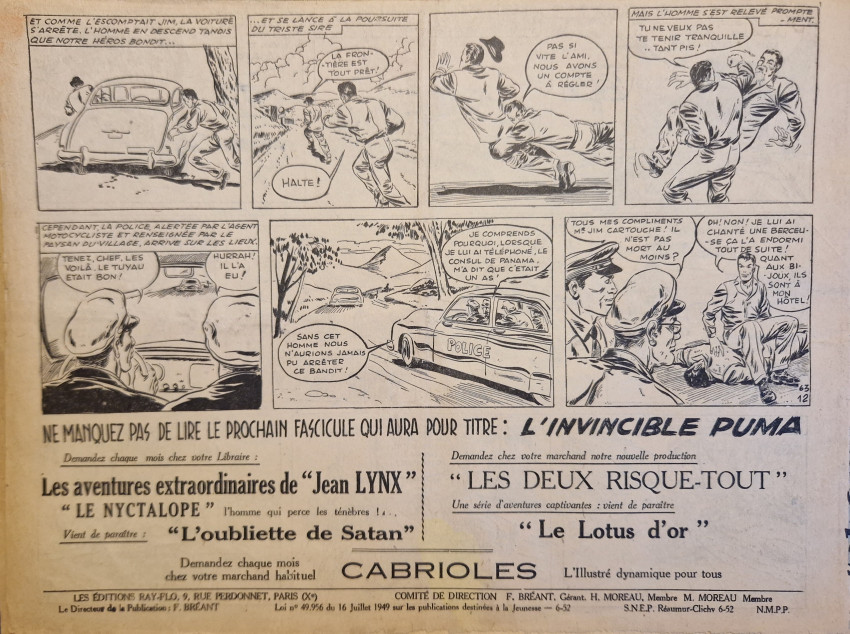 ET COMME L'ESCOMPTAIT JIM, LA VOITURE
S'ARRÊTE. L'HOMME EN DESCEND TANDIS
QUE NOTRE HÉROS BONDIT...
...ET SE LANCE À LA POURSUITE
DU TRISTE SIRE
LA FRON-
TIÈRE EST
TOUT PRÊT!
HALTE!
PAS SI
VITE L'AMI,
NOUS AVONS
UN COMPTE
À RÉGLER!
MAIS L'HOMME S'EST RELEVÉ PROMPTE
-MENT.
TU NE VEUX PAS
TE TENIR TRANQUILLE
.. TANT PIS!
CEPENDANT, LA POLICE, ALERTÉE PAR L'AGENT
MOTOCYCLISTE ET RENSEIGNÉE PAR LE
PAYSAN DU VILLAGE, ARRIVE SUR LES LIEUX.
TENEZ, CHEF, LES
VOILÀ. LE TUYAU
ÉTAIT BON!
HURRAH!
IL L'A
EU!
JE COMPRENDS
POURQUOI, LORSQUE
JE LUI AI TÉLÉPHONÉ, LE
CONSUL DE PANAMA,
M'A DIT QUE C'ÉTAIT
UN AS!
SANS CET
HOMME NOUS
N'AURIONS JAMAIS
PU ARRÊTER
CE BANDIT!
POLICE
TOUS MES COMPLIMENTS
Mr JIM CARTOUCHE! IL
N'EST PAS
MORT AU
MOINS?
OH! NON! JE LUI AI
CHANTÉ UNE BERCEU-
-SE ÇA L'A ENDORMI
TOUT DE SUITE!
QUANT
AUX BI-
JOUX, ILS
SONT À
MON
HÔTEL!
63
12
NE MANQUEZ PAS DE LIRE LE PROCHAIN FASCICULE QUI AURA POUR TITRE : L'INVINCIBLE PUMA
Demandez chaque mois chez votre Libraire :
Les aventures extraordinaires de "Jean LYNX"
"LE NYCTALOPE" l'homme qui perce les ténèbres !...
Vient de paraître : "L'oubliette de Satan"
Demandez chez votre marchand notre nouvelle production
"LES DEUX RISQUE-TOUT"
Une série d'aventures captivantes : vient de paraître
"Le Lotus d'or"
Demandez chaque mois
chez votre marchand habituel
CABRIOLES
L'Illustré dynamique pour tous
LES ÉDITIONS RAY-FLO, 9, RUE PERDONNET, PARIS (Xe) COMITÉ DE DIRECTION F. BRÉANT, Gérant. H. MOREAU, Membre M. MOREAU Membre
Le Directeur de la Publication : F. BRÉANT Loi n° 49.956 du 16 Juillet 1949 sur les publications destinées à la Jeunesse — 6-52 S.N.E.P. Résumur-Clichy 6-52 N.M.P.P.